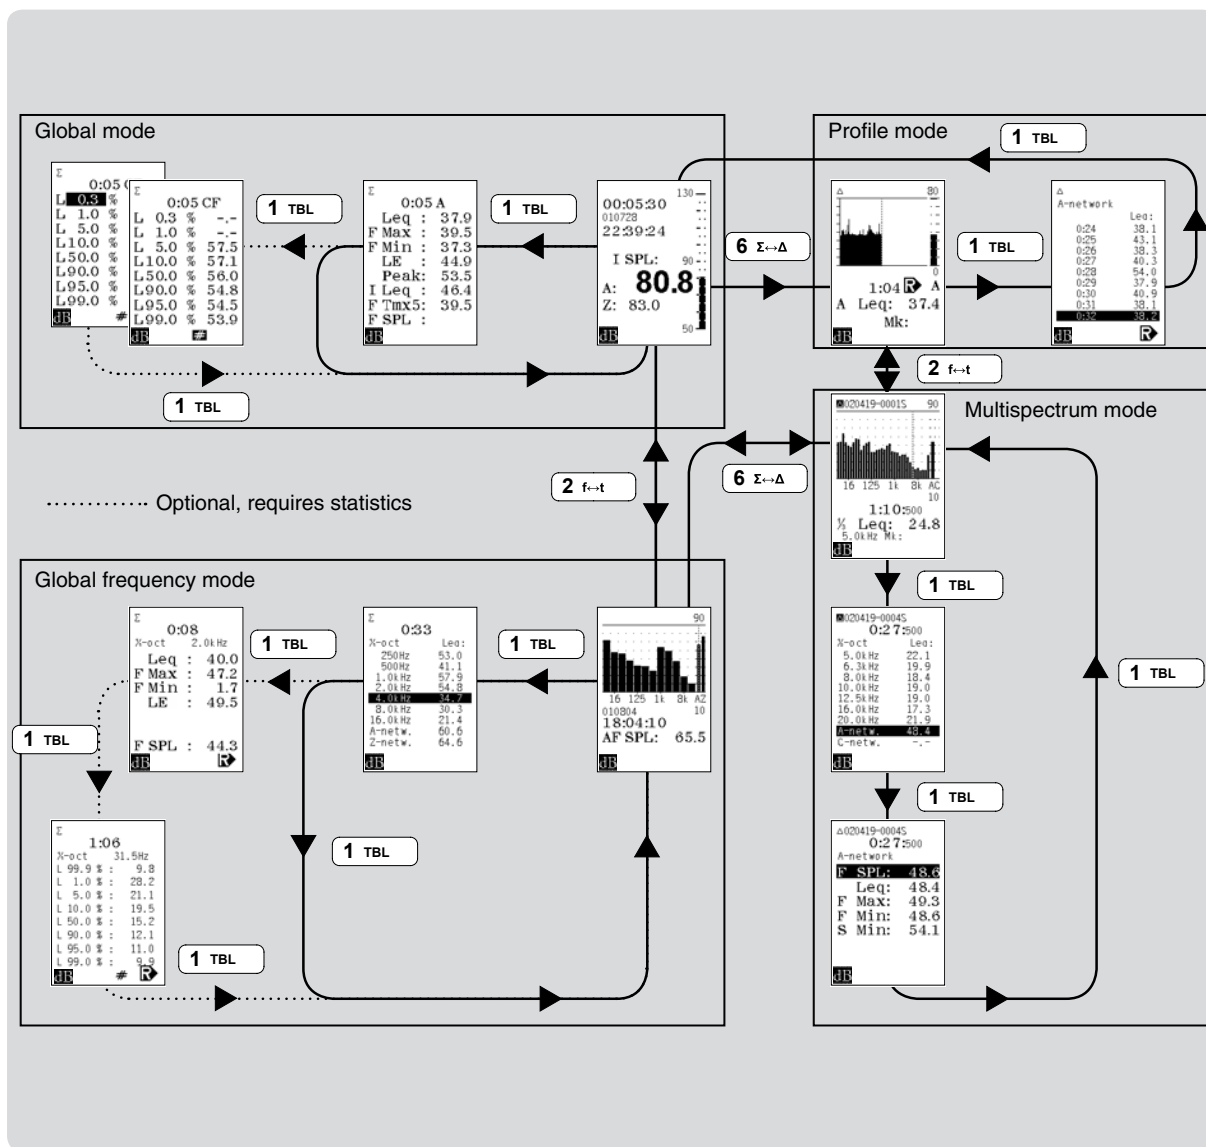 Global mode
Σ
0:05 C
L 0.3 %
L 1.0 %
L 5.0 %
L10.0 %
L50.0 %
L90.0 %
L95.0 %
L99.0 %
dB #
Σ
0:05 CF
L 0.3 % -.-
L 1.0 % -.-
L 5.0 % 57.5
L10.0 % 57.1
L50.0 % 56.0
L90.0 % 54.8
L95.0 % 54.5
L99.0 % 53.9
dB #
1 TBL
Σ
0:05 A
Leq : 37.9
F Max : 39.5
F Min : 37.3
LE : 44.9
Peak: 53.5
I Leq : 46.4
F Tmx5: 39.5
F SPL :
dB
1 TBL
130
00:05:30
010728
22:39:24
I SPL:
90
A: 80.8
Z: 83.0
50
dB
1 TBL
6 Σ↔Δ
Profile mode
1 TBL
△ 80
0
1:04 R A
A Leq: 37.4
Mk:
dB
1 TBL
△
A-network
Leq:
0:24 38.1
0:25 43.1
0:26 38.3
0:27 40.3
0:28 54.0
0:29 37.9
0:30 40.9
0:31 38.1
0:32 38.2
dB R
2 f↔t
Multispectrum mode
020419-0001S 90
16 125 1k 8k AC
10
1:10:500
⅓ Leq: 24.8
5.0kHz Mk:
dB
6 Σ↔Δ
2 f↔t
Optional, requires statistics
1 TBL
020419-0004S
0:27:500
⅓-oct Leq:
5.0kHz 22.1
6.3kHz 19.9
8.0kHz 18.4
10.0kHz 19.0
12.5kHz 19.0
16.0kHz 17.3
20.0kHz 21.9
A-netw. 48.4
C-netw. -.-
dB
1 TBL
1 TBL
△020419-0004S
0:27:500
A-network
F SPL: 48.6
Leq: 48.4
F Max: 49.3
F Min: 48.6
S Min: 54.1
dB
Global frequency mode
Σ
0:08
⅓-oct 2.0kHz
Leq : 40.0
F Max : 47.2
F Min : 1.7
LE : 49.5
F SPL : 44.3
dB R
1 TBL
Σ
0:33
⅓-oct Leq:
250Hz 53.0
500Hz 41.1
1.0kHz 57.9
2.0kHz 54.8
4.0kHz 34.7
8.0kHz 30.3
16.0kHz 21.4
A-netw. 60.6
Z-netw. 64.6
dB
1 TBL
90
16 125 1k 8k AZ
010804 10
18:04:10
AF SPL: 65.5
dB
1 TBL
Σ
1:06
⅓-oct 31.5Hz
L 99.9 % : 9.8
L 1.0 % : 28.2
L 5.0 % : 21.1
L 10.0 % : 19.5
L 50.0 % : 15.2
L 90.0 % : 12.1
L 95.0 % : 11.0
L 99.0 % : 9.9
dB # R
1 TBL
1 TBL